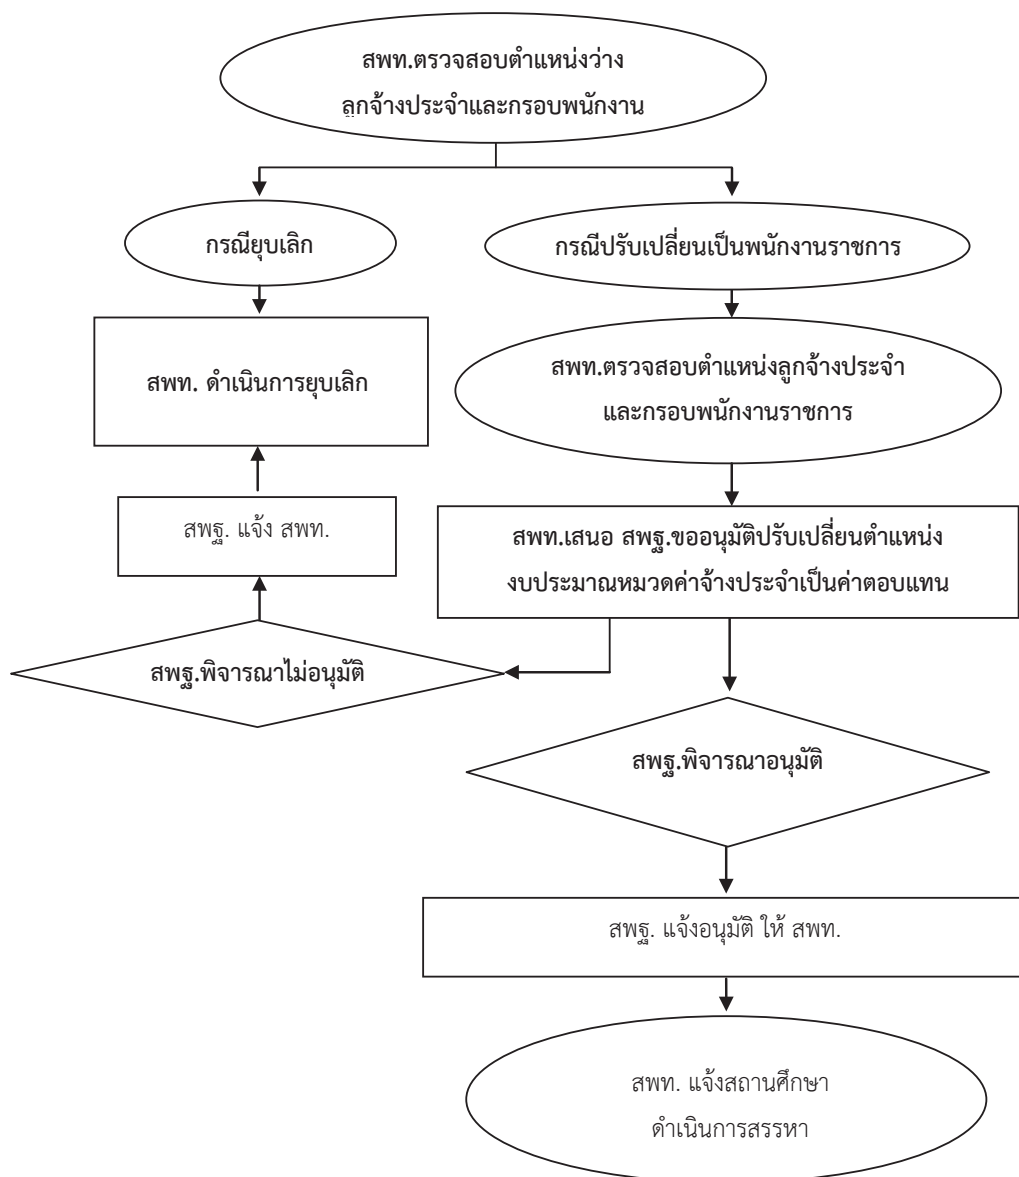 สพท.ตรวจสอบตำแหน่งว่าง
ลูกจ้างประจำและกรอบพนักงาน
กรณียุบเลิก
กรณีปรับเปลี่ยนเป็นพนักงานราชการ
สพท. ดำเนินการยุบเลิก
สพท.ตรวจสอบตำแหน่งลูกจ้างประจำ
และกรอบพนักงานราชการ
สพฐ. แจ้ง สพท.
สพท.เสนอ สพฐ.ขออนุมัติปรับเปลี่ยนตำแหน่ง
งบประมาณหมวดค่าจ้างประจำเป็นค่าตอบแทน
สพฐ.พิจารณาไม่อนุมัติ
สพฐ.พิจารณาอนุมัติ
สพฐ. แจ้งอนุมัติ ให้ สพท.
สพท. แจ้งสถานศึกษา
ดำเนินการสรรหา